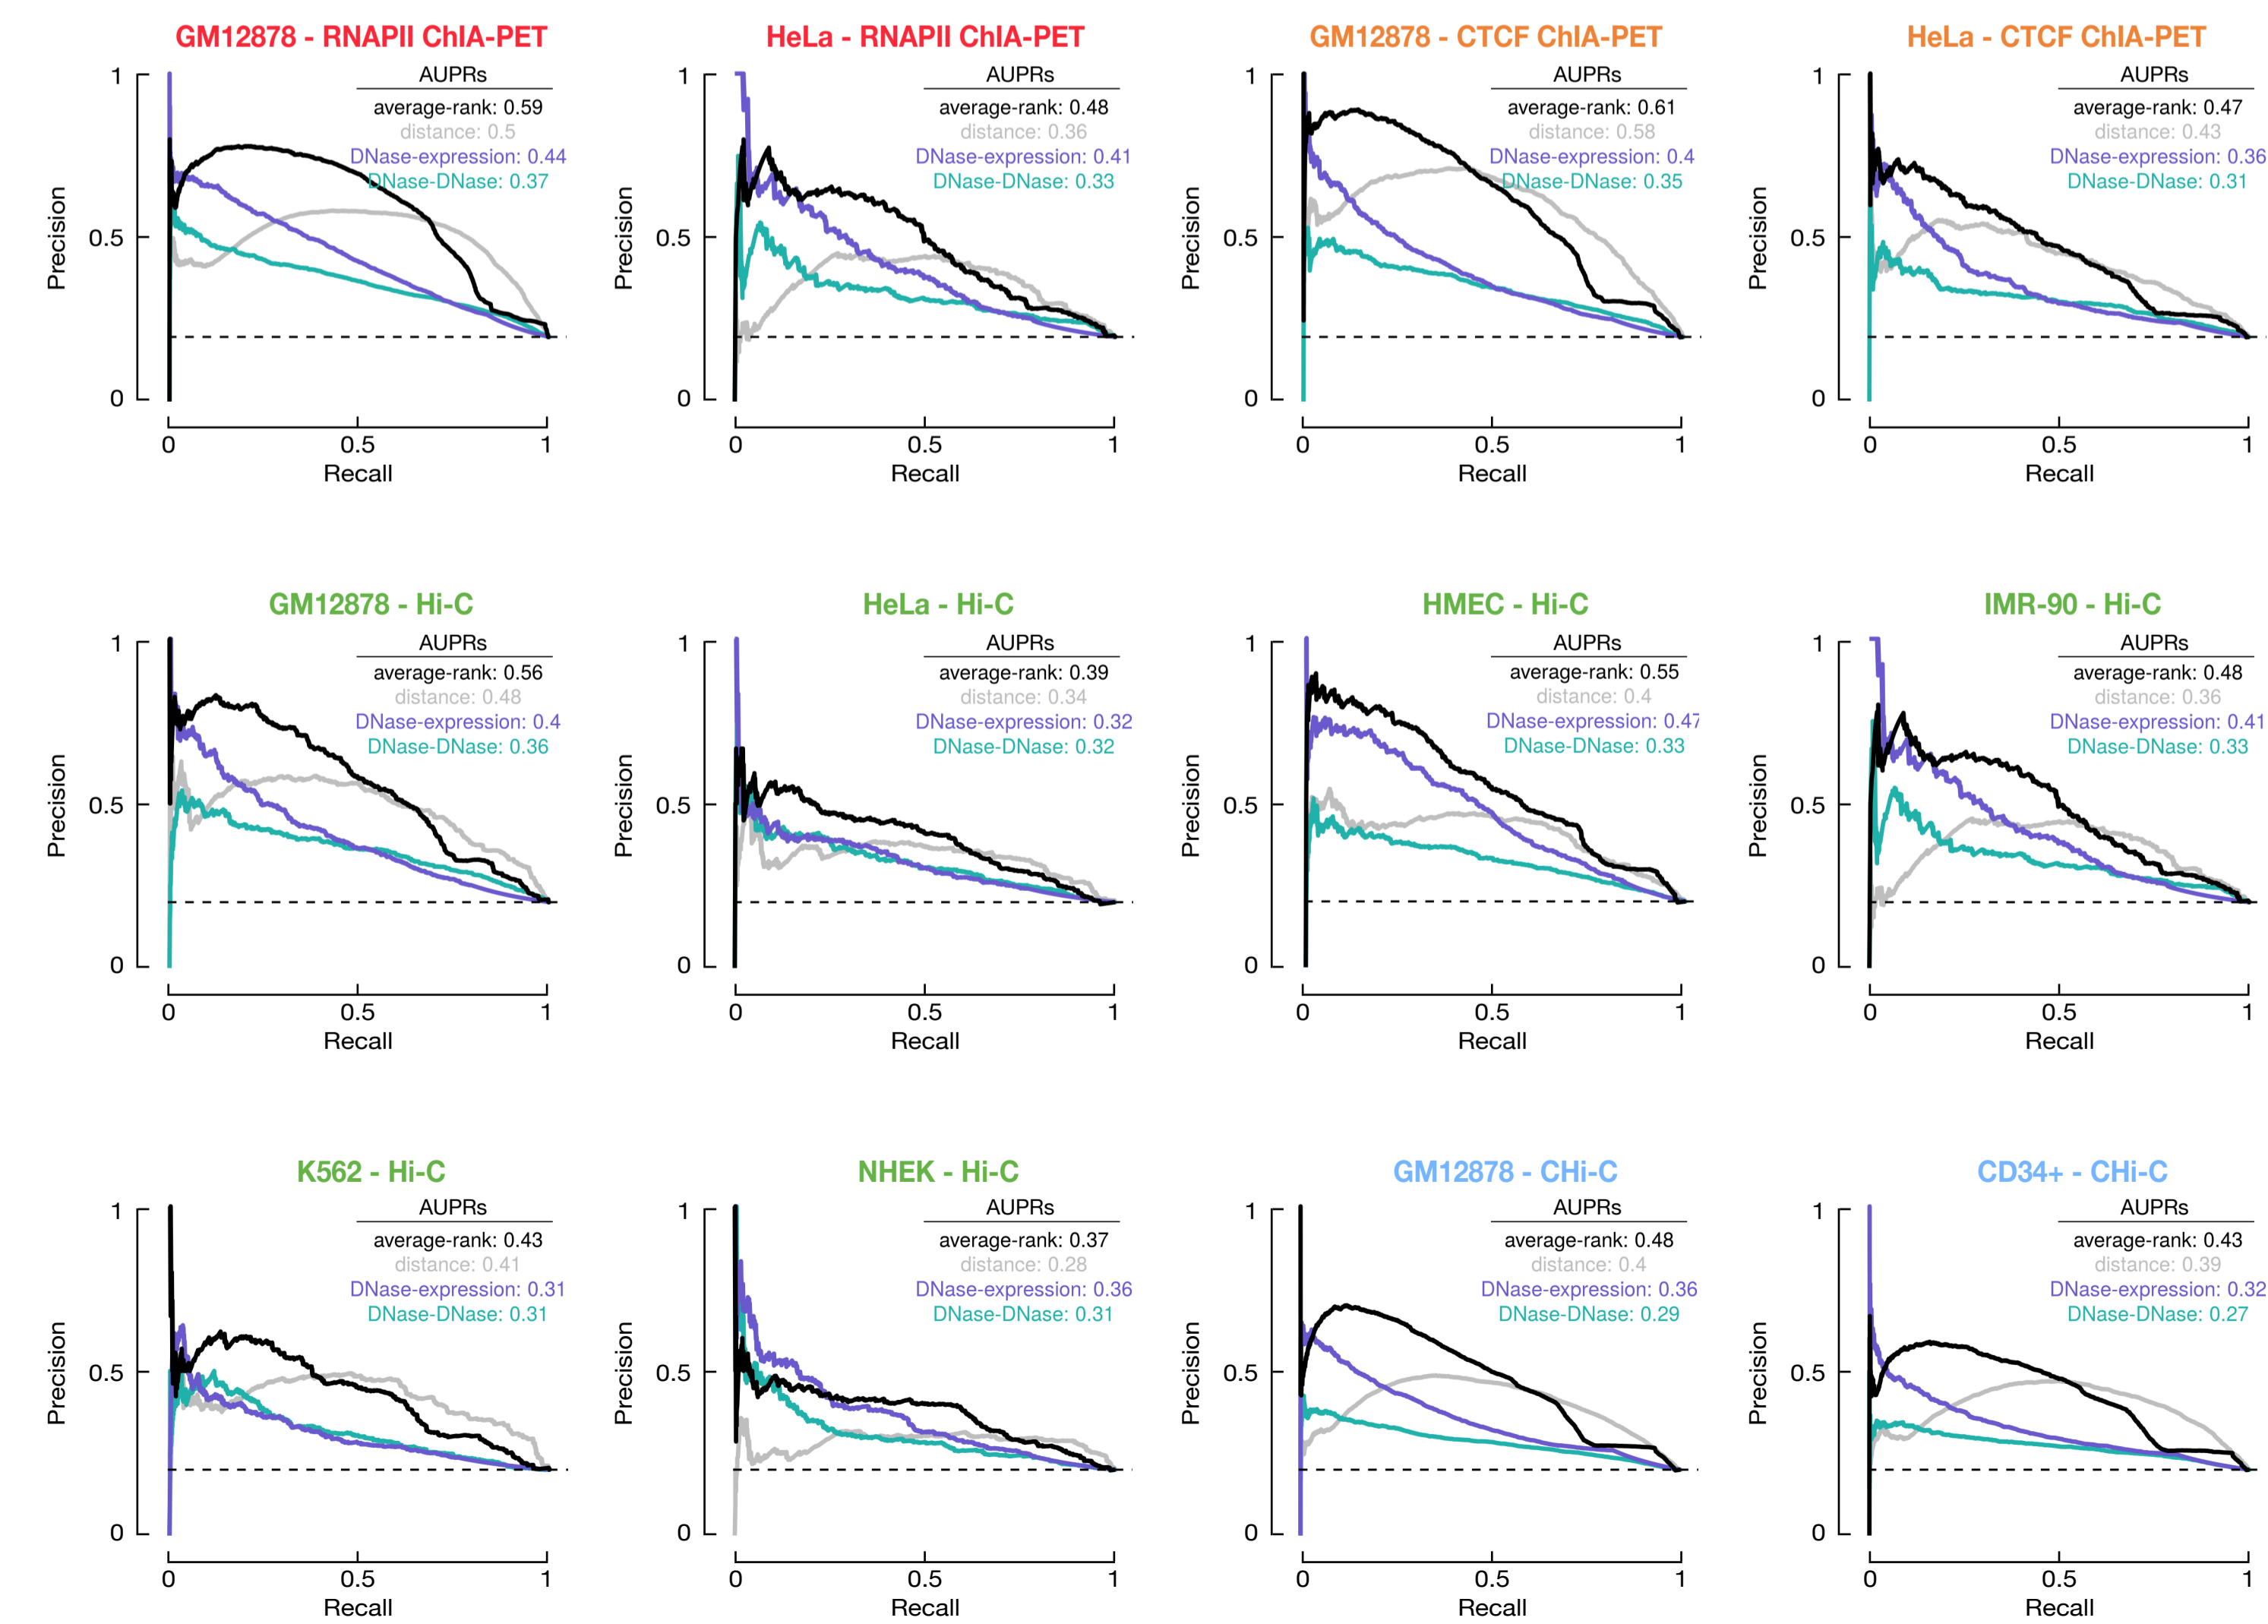 GM12878 - RNAPII ChIA-PET
AUPRs
average-rank: 0.59
distance: 0.5
DNase-expression: 0.44
DNase-DNase: 0.37
Precision
1
0.5
0
0
0.5
1
Recall
HeLa - RNAPII ChIA-PET
AUPRs
average-rank: 0.48
distance: 0.36
DNase-expression: 0.41
DNase-DNase: 0.33
Precision
1
0.5
0
0
0.5
1
Recall
GM12878 - CTCF ChIA-PET
AUPRs
average-rank: 0.61
distance: 0.58
DNase-expression: 0.4
DNase-DNase: 0.35
Precision
1
0.5
0
0
0.5
1
Recall
HeLa - CTCF ChIA-PET
AUPRs
average-rank: 0.47
distance: 0.43
DNase-expression: 0.36
DNase-DNase: 0.31
Precision
1
0.5
0
0
0.5
1
Recall
GM12878 - Hi-C
AUPRs
average-rank: 0.56
distance: 0.48
DNase-expression: 0.4
DNase-DNase: 0.36
Precision
1
0.5
0
0
0.5
1
Recall
HeLa - Hi-C
AUPRs
average-rank: 0.39
distance: 0.34
DNase-expression: 0.32
DNase-DNase: 0.32
Precision
1
0.5
0
0
0.5
1
Recall
HMEC - Hi-C
AUPRs
average-rank: 0.55
distance: 0.4
DNase-expression: 0.47
DNase-DNase: 0.33
Precision
1
0.5
0
0
0.5
1
Recall
IMR-90 - Hi-C
AUPRs
average-rank: 0.48
distance: 0.36
DNase-expression: 0.41
DNase-DNase: 0.33
Precision
1
0.5
0
0
0.5
1
Recall
K562 - Hi-C
AUPRs
average-rank: 0.43
distance: 0.41
DNase-expression: 0.31
DNase-DNase: 0.31
Precision
1
0.5
0
0
0.5
1
Recall
NHEK - Hi-C
AUPRs
average-rank: 0.37
distance: 0.28
DNase-expression: 0.36
DNase-DNase: 0.31
Precision
1
0.5
0
0
0.5
1
Recall
GM12878 - CHi-C
AUPRs
average-rank: 0.48
distance: 0.4
DNase-expression: 0.36
DNase-DNase: 0.29
Precision
1
0.5
0
0
0.5
1
Recall
CD34+ - CHi-C
AUPRs
average-rank: 0.43
distance: 0.39
DNase-expression: 0.32
DNase-DNase: 0.27
Precision
1
0.5
0
0
0.5
1
Recall